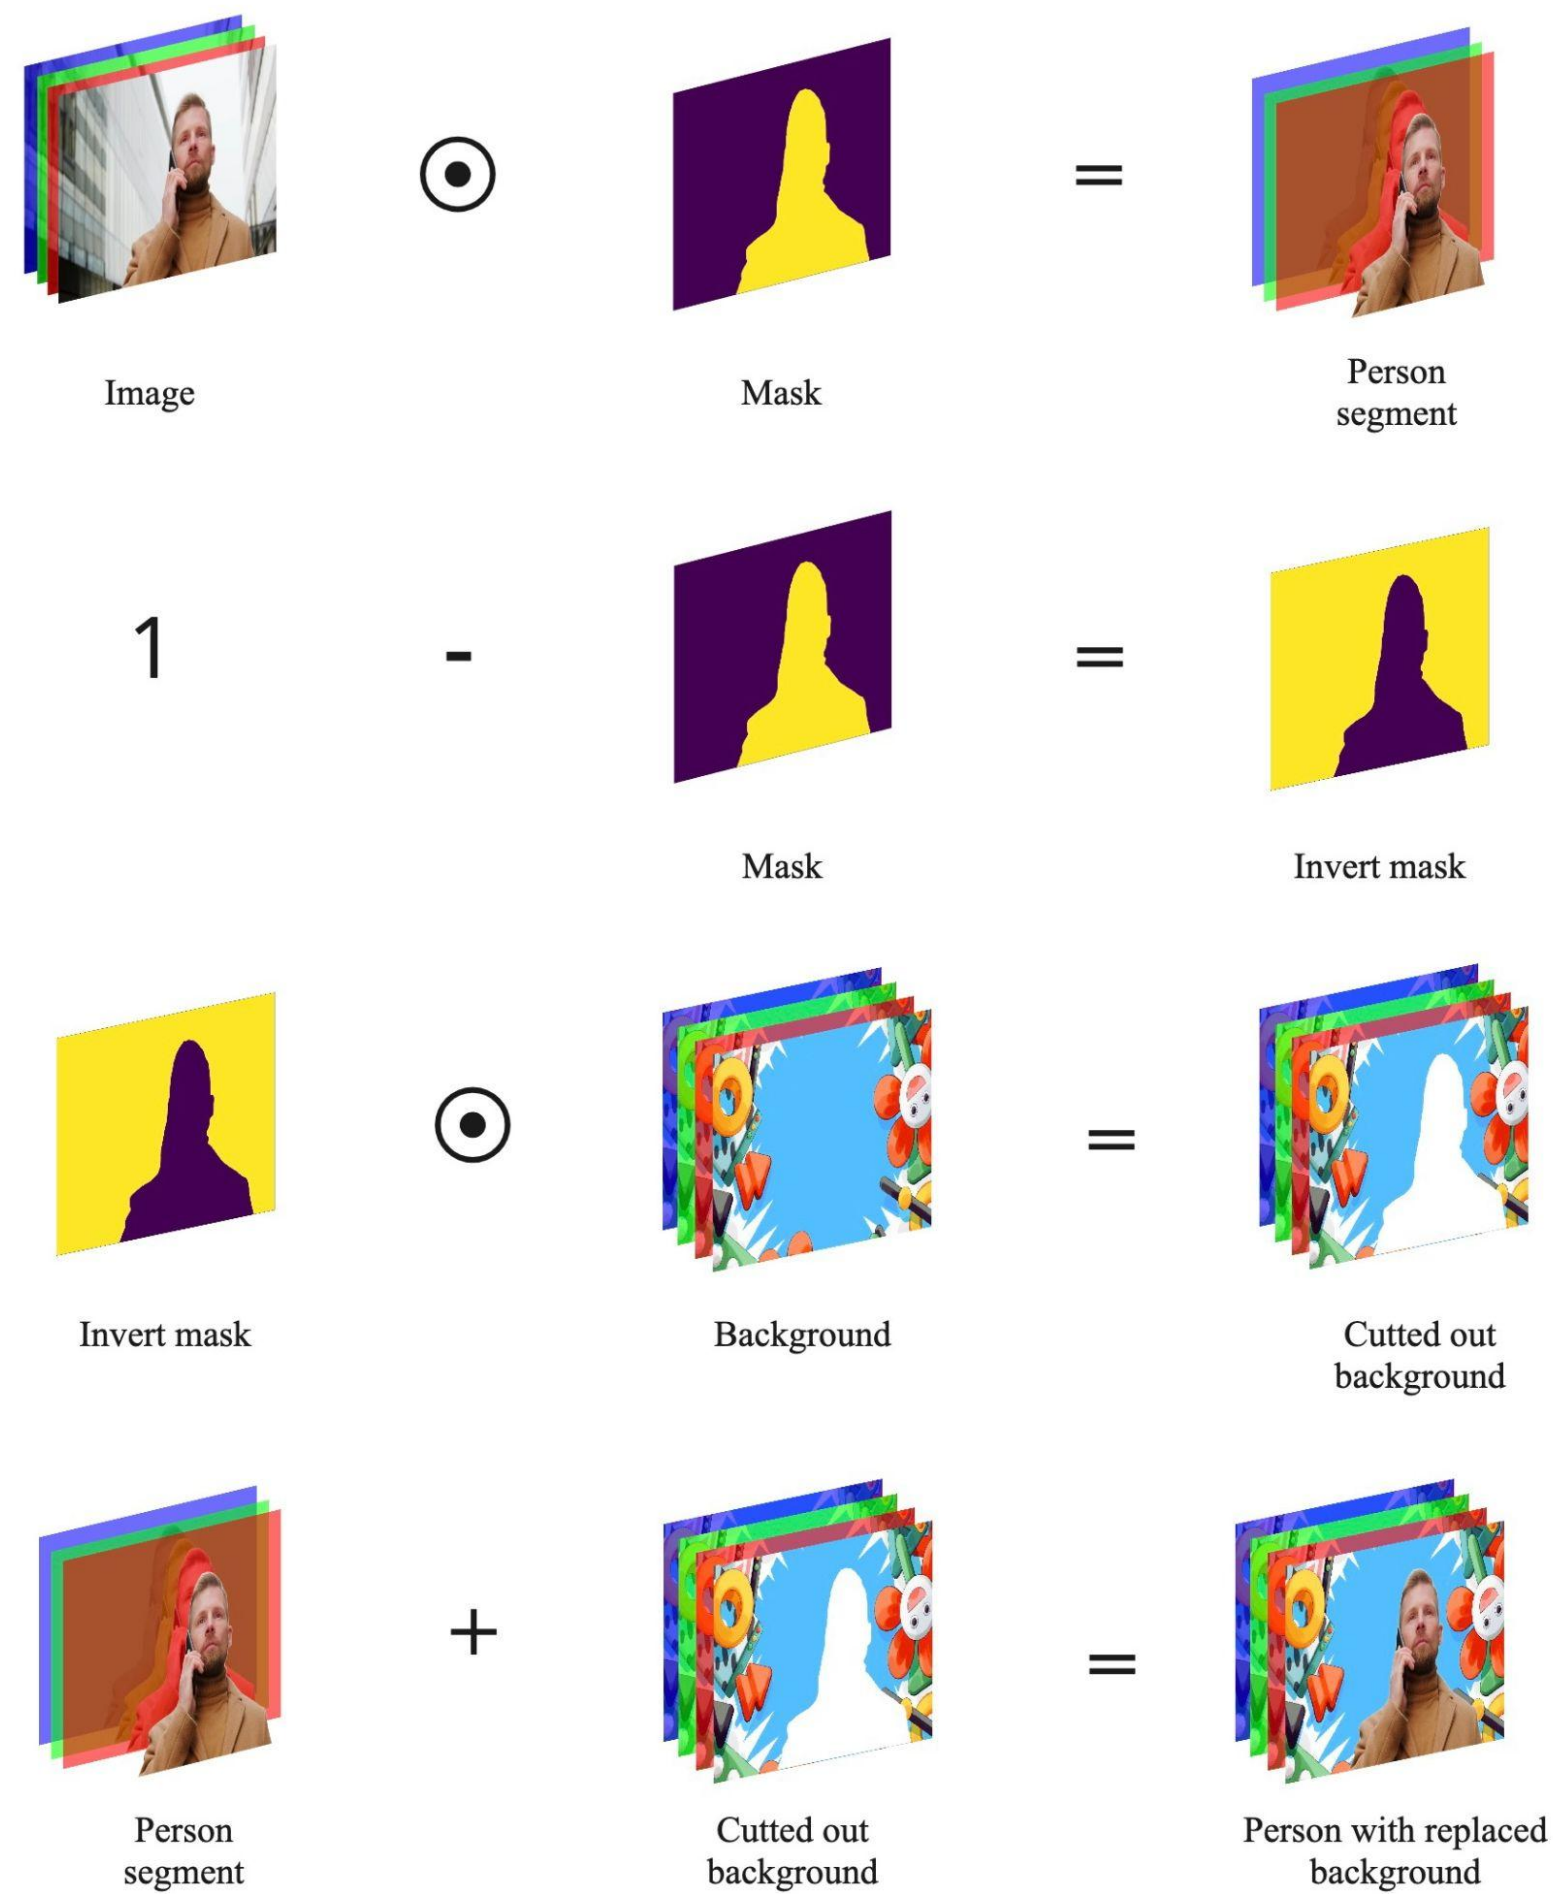 =
Image
Mask
Person
segment
1
-
=
Mask
Invert mask
=
Invert mask
Background
Cutted out
background
+
=
Person
segment
Cutted out
background
Person with replaced
background